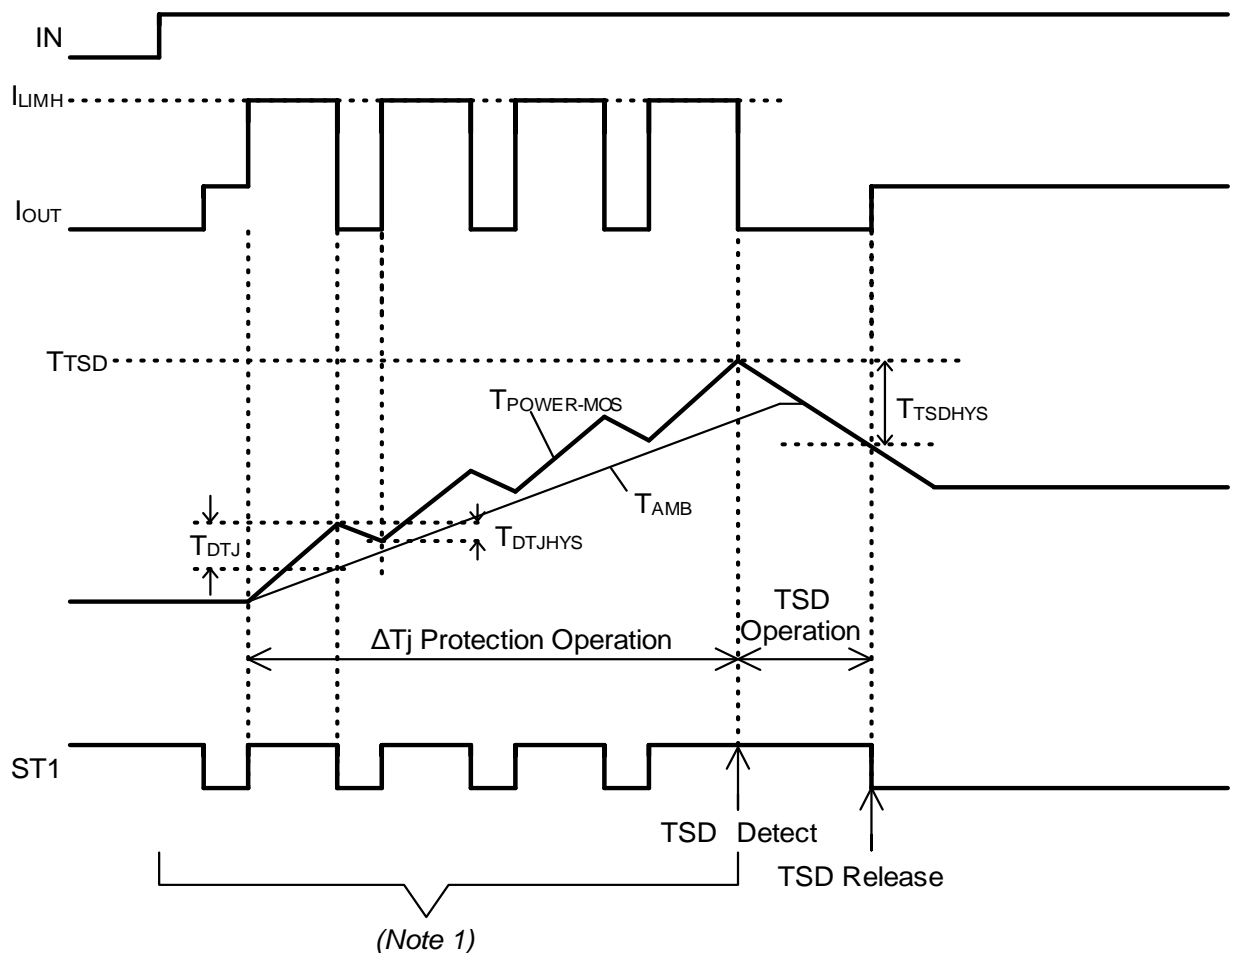 IN
ILIMH
IOUT
TTSD
TPOWER-MOS
TTSDHYS
TAMB
TDTJ
TDTJHYS
TSD
Operation
ΔTj Protection Operation
ST1
TSD Detect
TSD Release
(Note 1)